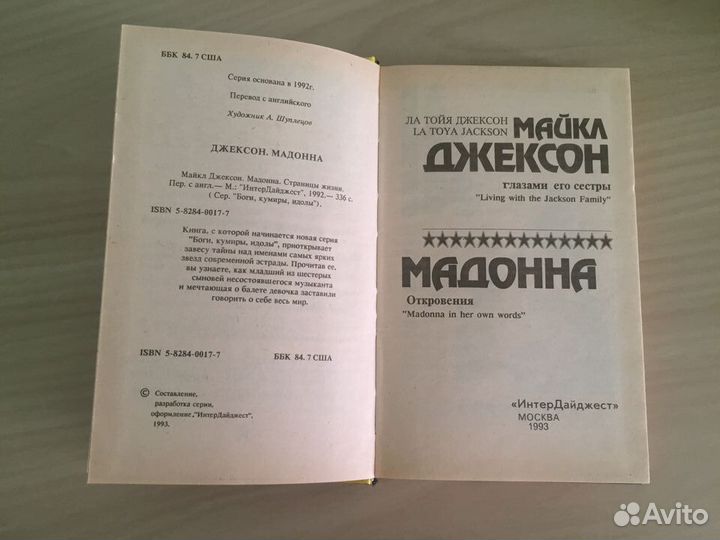 ББК 84. 7 США
Серия основана в 1992г.
Перевод с английского
Художник А. Шуплецов
ДЖЕКСОН. МАДОННА
Майкл Джексон. Мадонна. Страницы жизни.
Пер. с англ.— М.: "ИнтерДайджест", 1992.— 336 с.
( Сер. "Боги, кумиры, идолы").
ISBN 5-8284-0017-7
Книга, с которой начинается новая серия
"Боги, кумиры, идолы", приоткрывает
завесу тайны над именами самых ярких
звезд современной эстрады. Прочитав ее,
вы узнаете, как младший из шестерых
сыновей несостоявшегося музыканта
и мечтающая о балете девочка заставили
говорить о себе весь мир.
ISBN 5-8284-0017-7 ББК 84. 7 США
© Составление,
разработка серии,
оформление,"ИнтерДайджест",
1993.
ЛА ТОЙЯ ДЖЕКСОН
LA TOYA JACKSON
МАЙКЛ
ДЖЕКСОН
глазами его сестры
"Living with the Jackson Family"
МАДОННА
Откровения
"Madonna in her own words"
«ИнтерДайджест»
МОСКВА
1993
Avito